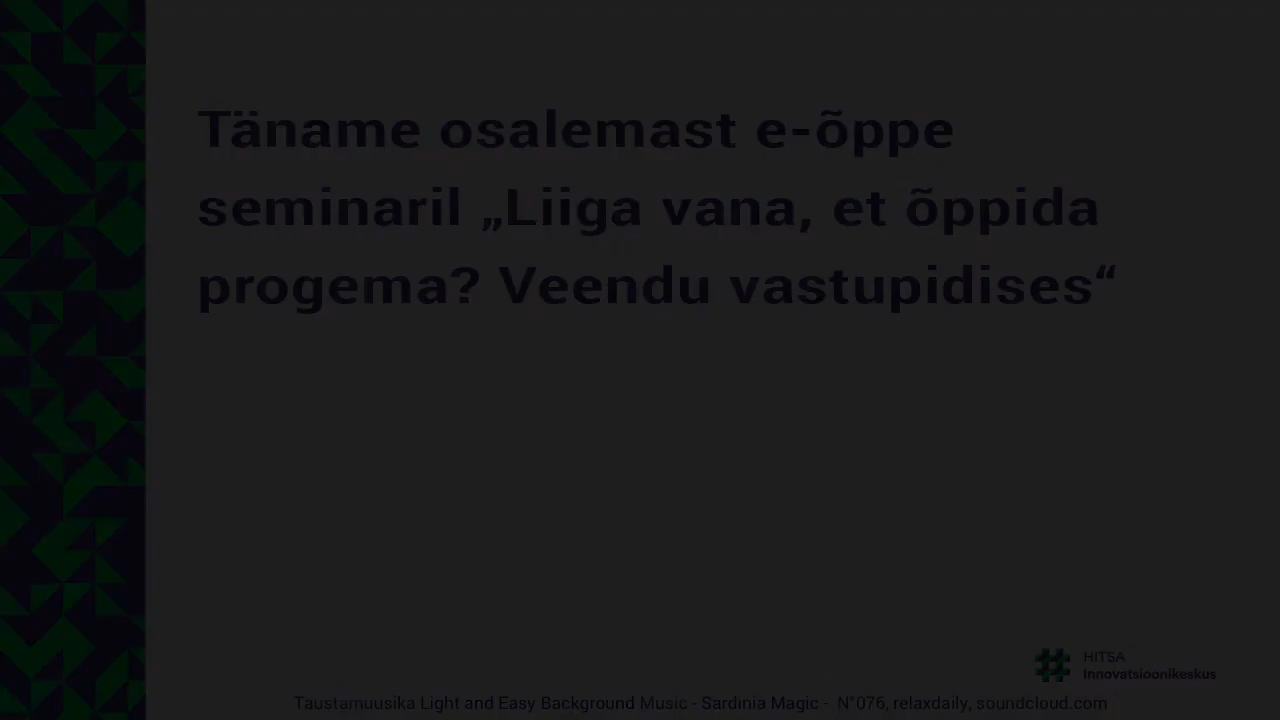 Täname osalemast e-õppe
seminaril „Liiga vana, et õppida
progema? Veendu vastupidises“
HITSA
Innovatsioonikeskus
Taustamuusika Light and Easy Background Music - Sardinia Magic - N°076, relaxdaily, soundcloud.com